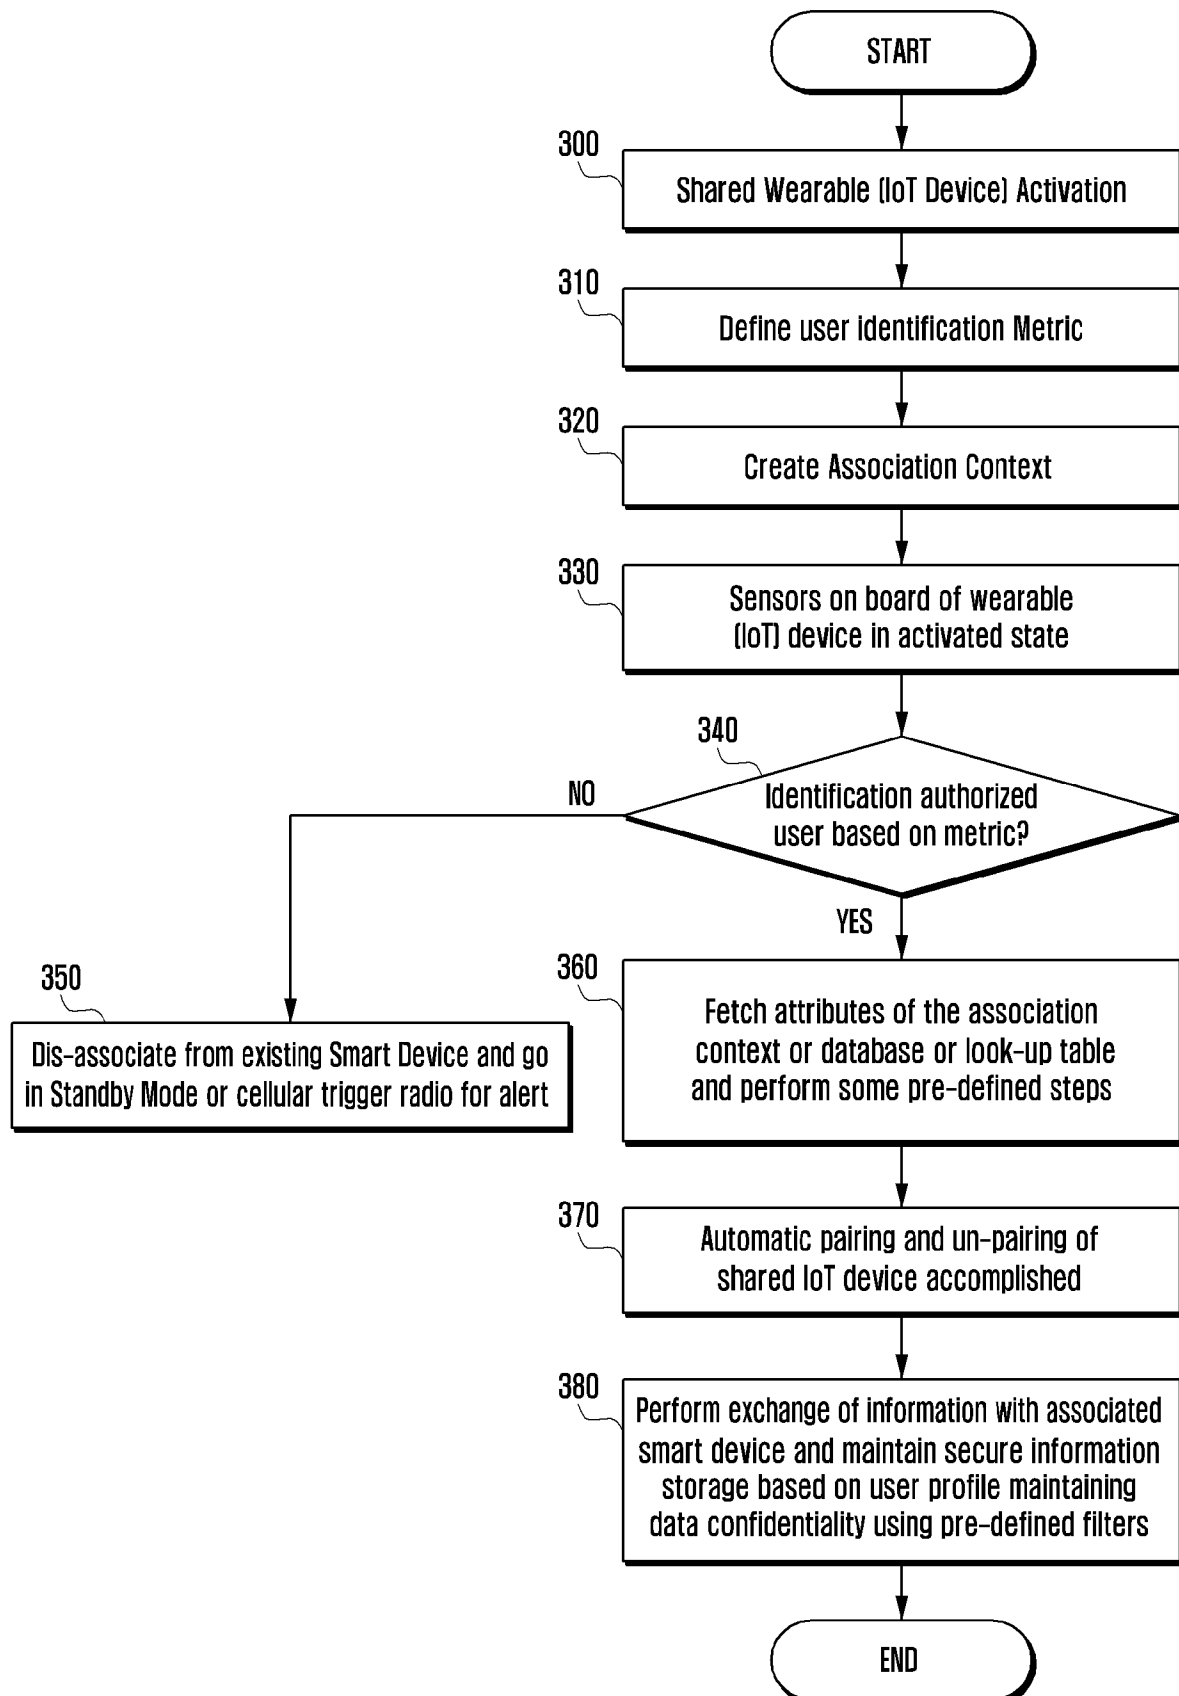 START
300
Shared Wearable (IoT Device) Activation
310
Define user identification Metric
320
Create Association Context
330
Sensors on board of wearable
(IoT) device in activated state
340
Identification authorized
user based on metric?
NO
YES
350
Dis-associate from existing Smart Device and go
in Standby Mode or cellular trigger radio for alert
360
Fetch attributes of the association
context or database or look-up table
and perform some pre-defined steps
370
Automatic pairing and un-pairing of
shared IoT device accomplished
380
Perform exchange of information with associated
smart device and maintain secure information
storage based on user profile maintaining
data confidentiality using pre-defined filters
END